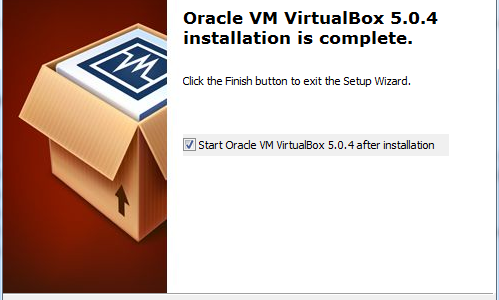 Oracle VM VirtualBox 5.0.4
installation is complete.
Click the Finish button to exit the Setup Wizard.
Start Oracle VM VirtualBox 5.0.4 after installation